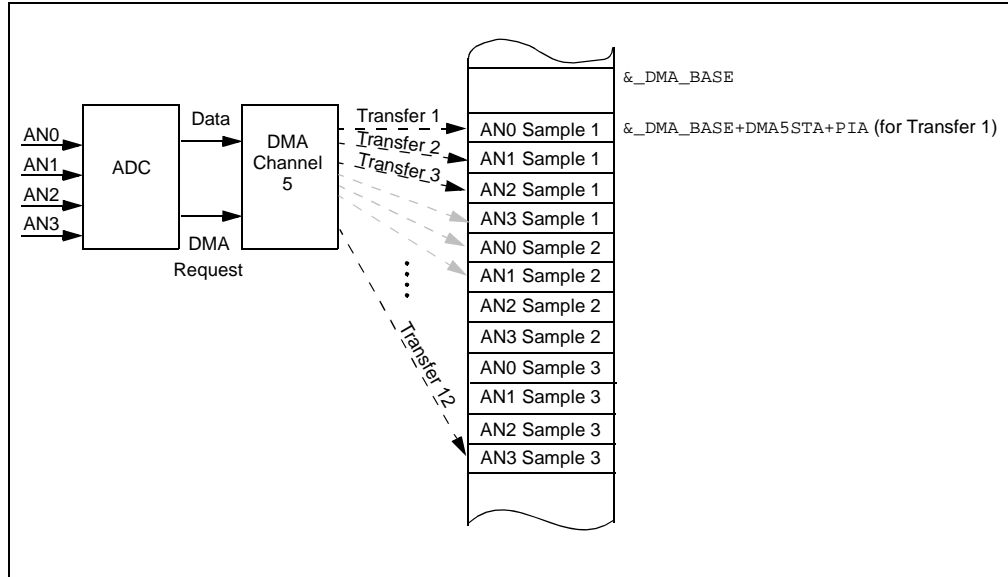 &_DMA_BASE
AN0
AN1
AN2
AN3
ADC
Data
DMA
Request
DMA
Channel
5
Transfer 1
Transfer 2
Transfer 3
Transfer 12
AN0 Sample 1
&_DMA_BASE+DMA5STA+PIA (for Transfer 1)
AN1 Sample 1
AN2 Sample 1
AN3 Sample 1
AN0 Sample 2
AN1 Sample 2
AN2 Sample 2
AN3 Sample 2
AN0 Sample 3
AN1 Sample 3
AN2 Sample 3
AN3 Sample 3